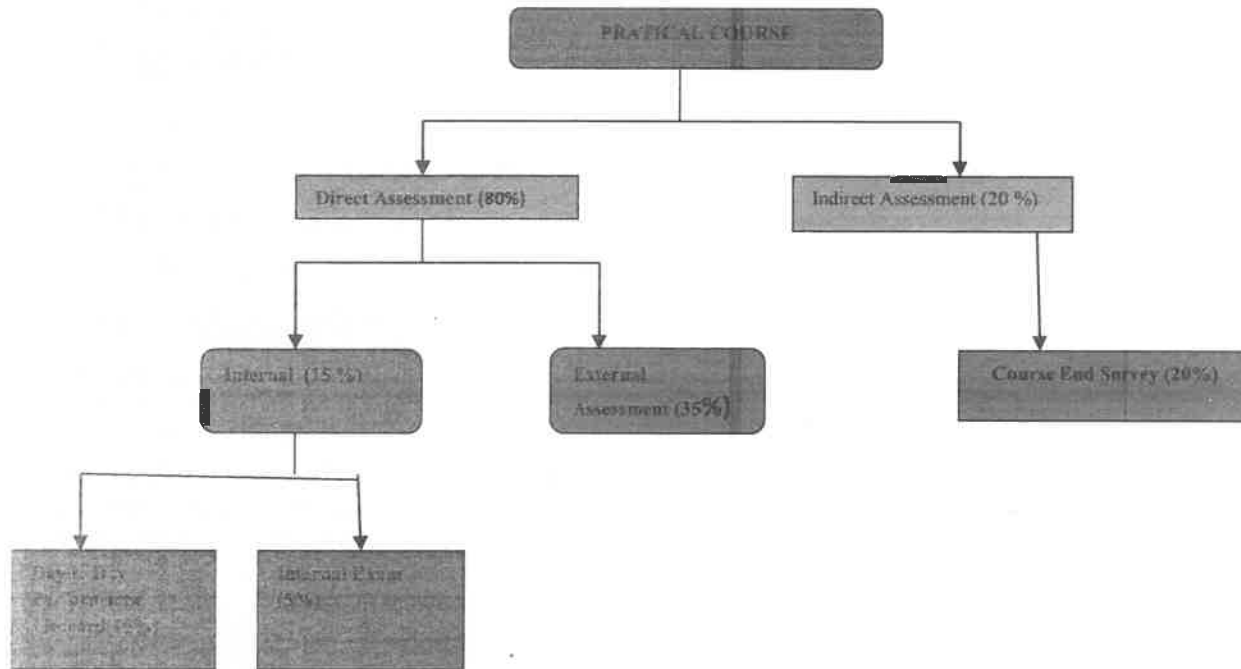 PRATICAL COURSE
Direct Assessment (80%)
Indirect Assessment (20 %)
Internal (15 %)
External
Assessment (35%)
Course End Survey (20%)
Internal Exam
(5%)